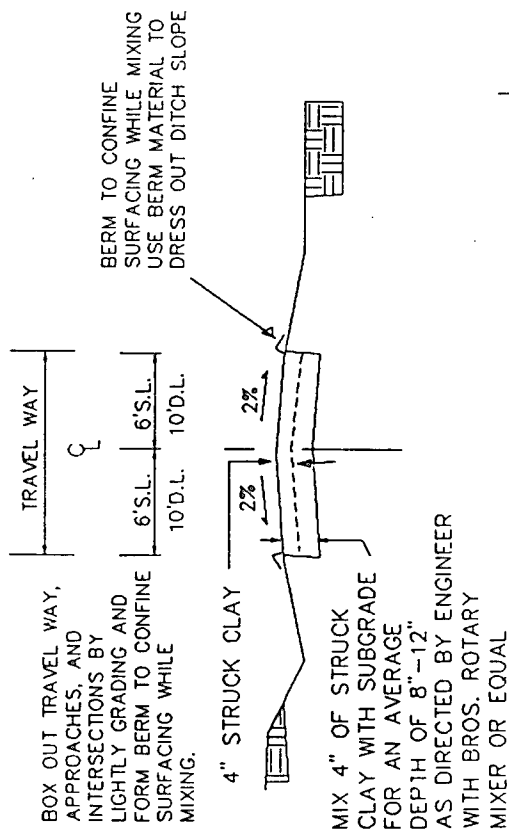 BOX OUT TRAVEL WAY,
APPROACHES, AND
INTERSECTIONS BY
LIGHTLY GRADING AND
FORM BERM TO CONFINE
SURFACING WHILE
MIXING.
TRAVEL WAY
CL
6'S.L.
6'S.L.
10'D.L.
10'D.L.
BERM TO CONFINE
SURFACING WHILE MIXING
USE BERM MATERIAL TO
DRESS OUT DITCH SLOPE
4" STRUCK CLAY
2%
2%
MIX 4" OF STRUCK
CLAY WITH SUBGRADE
FOR AN AVERAGE
DEPTH OF 8"-12"
AS DIRECTED BY ENGINEER
WITH BROS. ROTARY
MIXER OR EQUAL